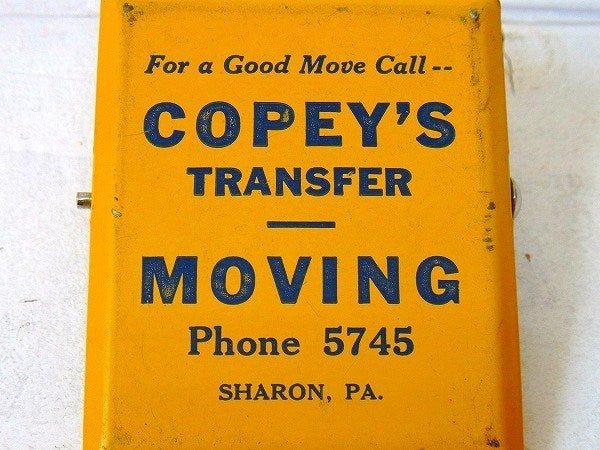 For a Good Move Call --
COPEY'S
TRANSFER
MOVING
Phone 5745
SHARON, PA.